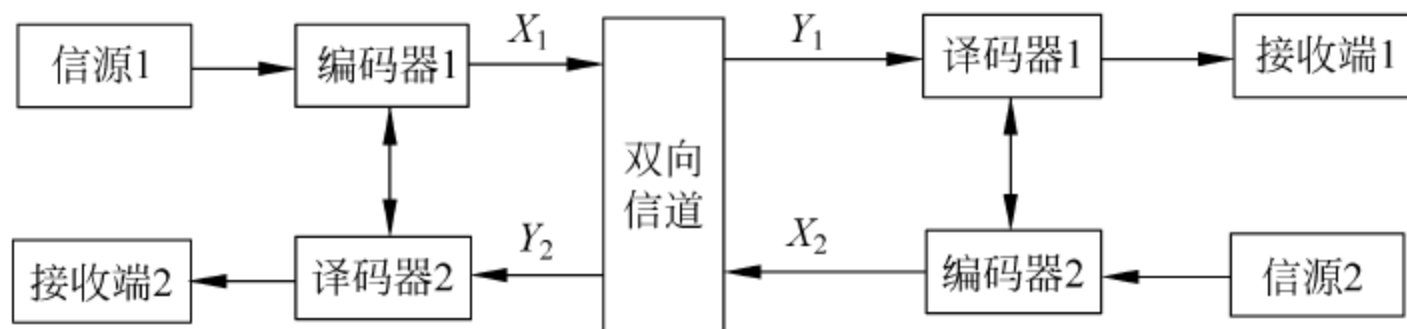 信源1
编码器1
X₁
Y₁
译码器1
接收端1
双向
信道
接收端2
译码器2
Y₂
X₂
编码器2
信源2